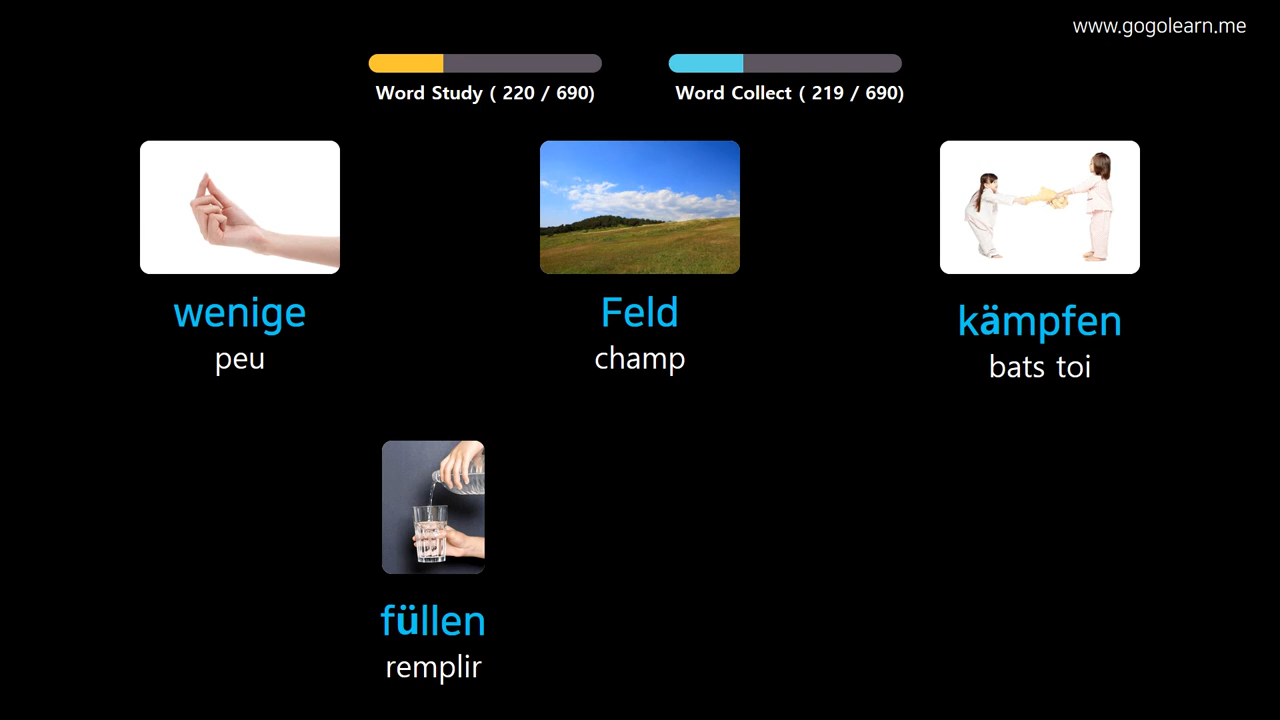 www.gogolearn.me
Word Study ( 220 / 690)
Word Collect ( 219 / 690)
wenige
peu
Feld
champ
kämpfen
bats toi
füllen
remplir